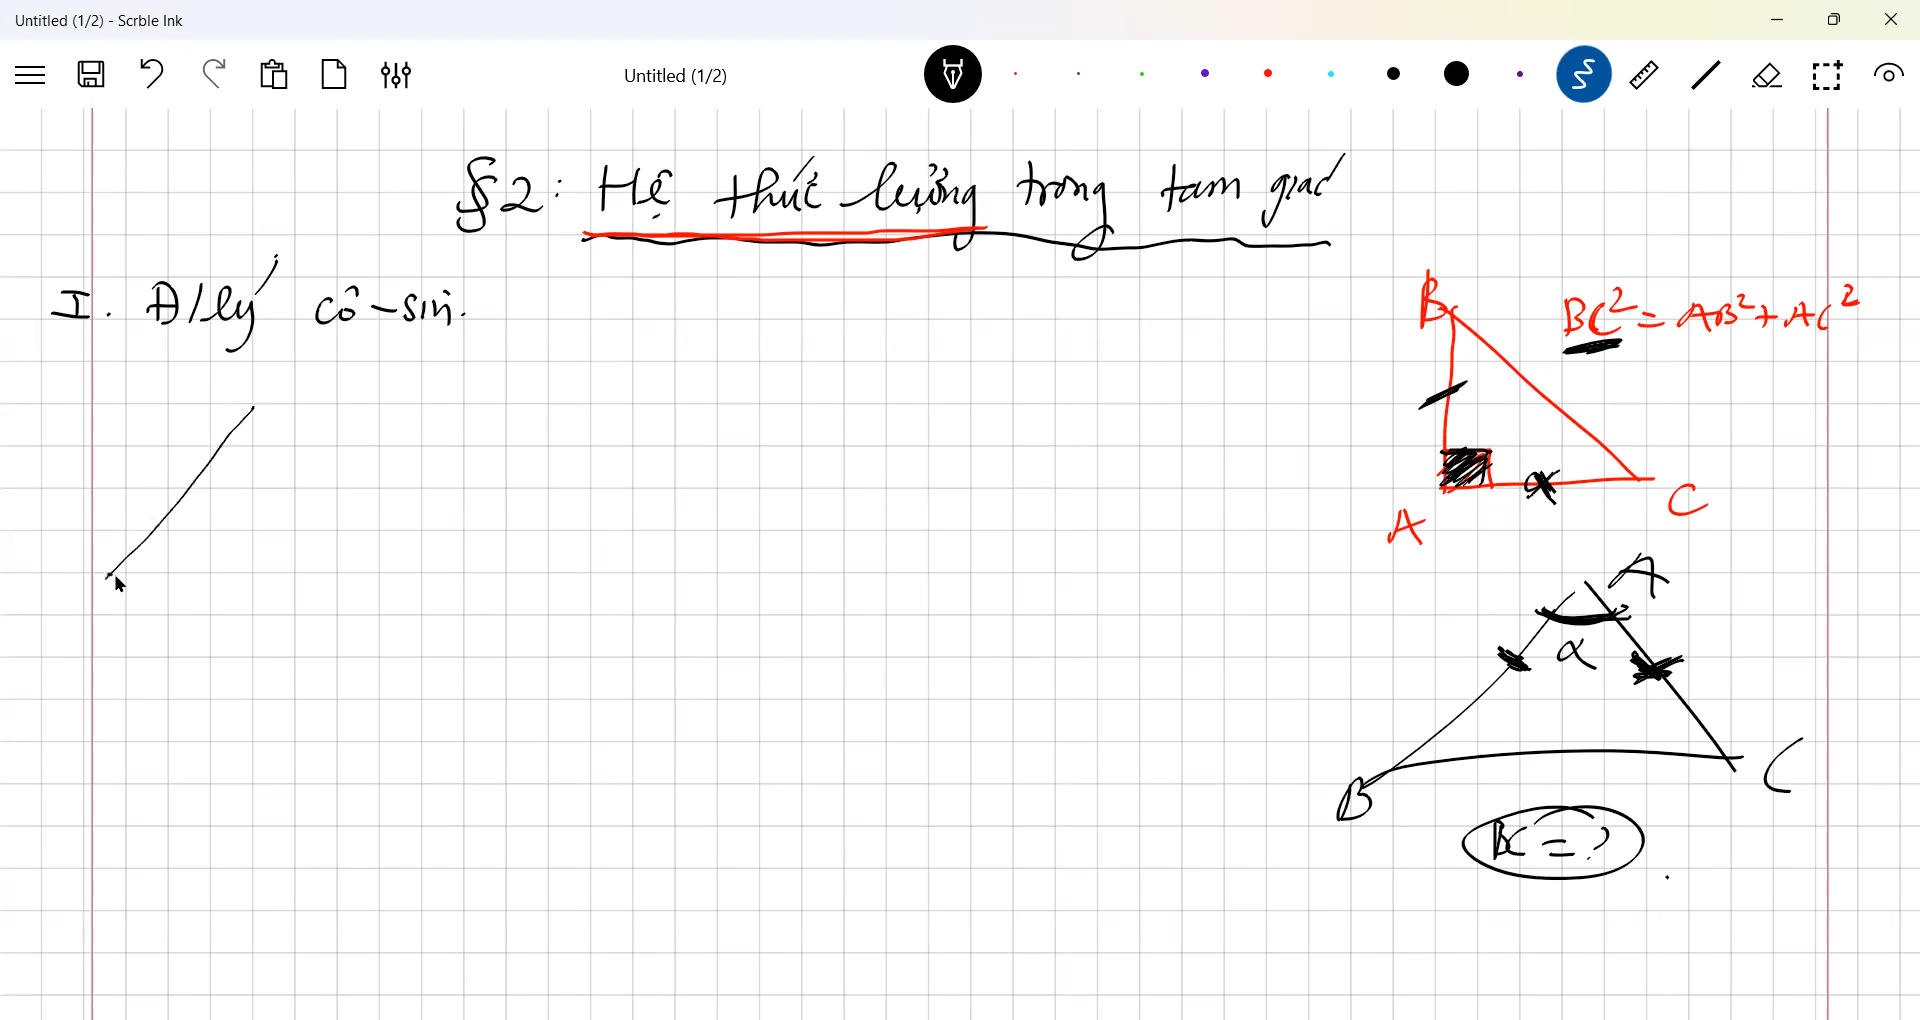 Untitled (1/2) - Scrble Ink
Untitled (1/2)
§2: Hệ thức lượng trong tam giác
I. Đ/lý cô-sin.
B
BC² = AB² + AC²
A
C
A
α
B
C
BC = ?